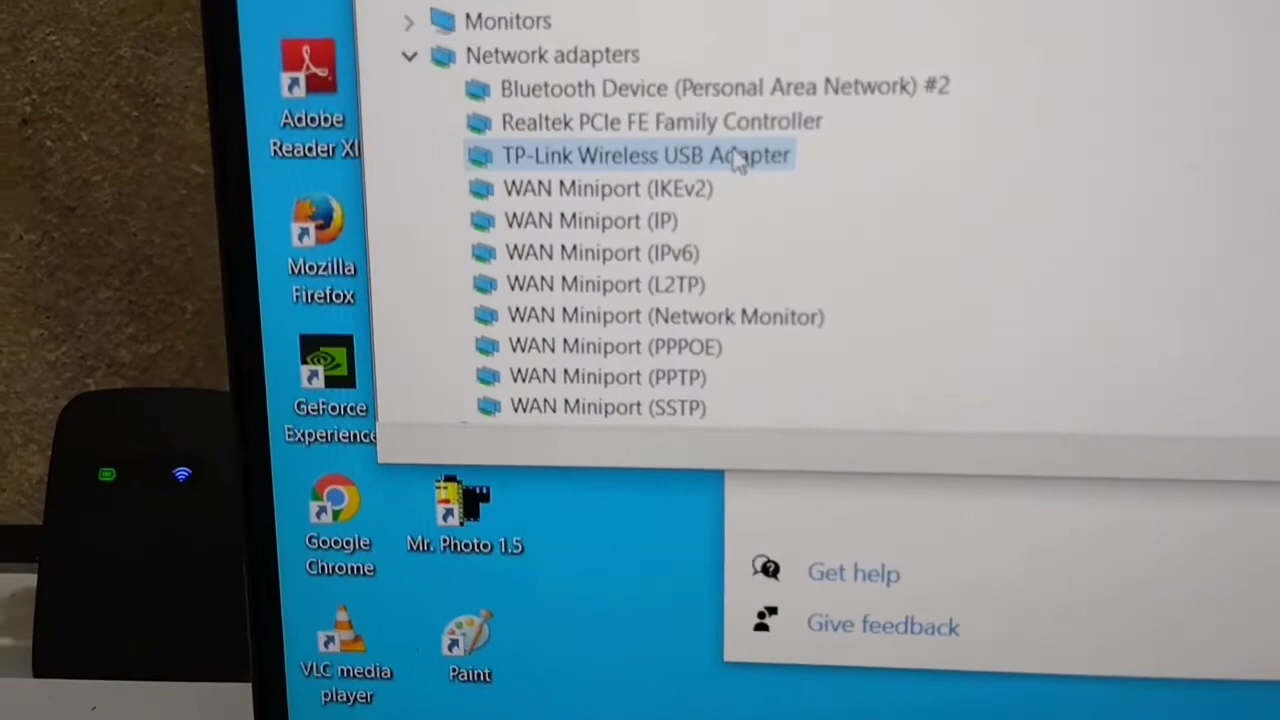 Monitors
Network adapters
Bluetooth Device (Personal Area Network) #2
Realtek PCIe FE Family Controller
TP-Link Wireless USB Adapter
WAN Miniport (IKEv2)
WAN Miniport (IP)
WAN Miniport (IPv6)
WAN Miniport (L2TP)
WAN Miniport (Network Monitor)
WAN Miniport (PPPOE)
WAN Miniport (PPTP)
WAN Miniport (SSTP)
Adobe
Reader XI
Mozilla
Firefox
GeForce
Experience
Google
Chrome
Mr. Photo 1.5
VLC media
player
Paint
Get help
Give feedback